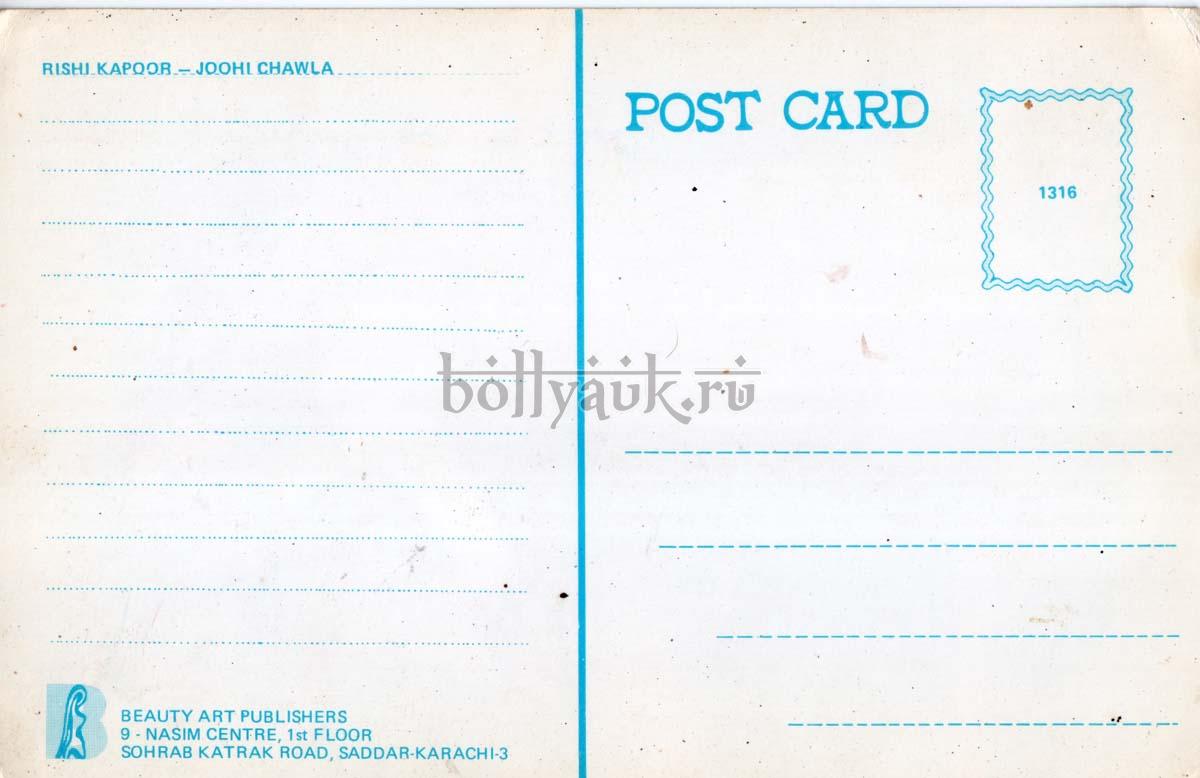 RISHI KAPOOR – JOOHI CHAWLA
POST CARD
1316
bollyauk.ru
BEAUTY ART PUBLISHERS
9 - NASIM CENTRE, 1st FLOOR
SOHRAB KATRAK ROAD, SADDAR-KARACHI-3